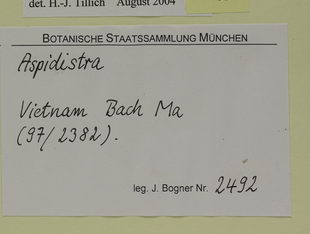 det. H.-J. Tillich August 2004
BOTANISCHE STAATSSAMMLUNG MÜNCHEN
Aspidistra
Vietnam Bach Ma
(97/2382).
leg. J. Bogner Nr. 2492